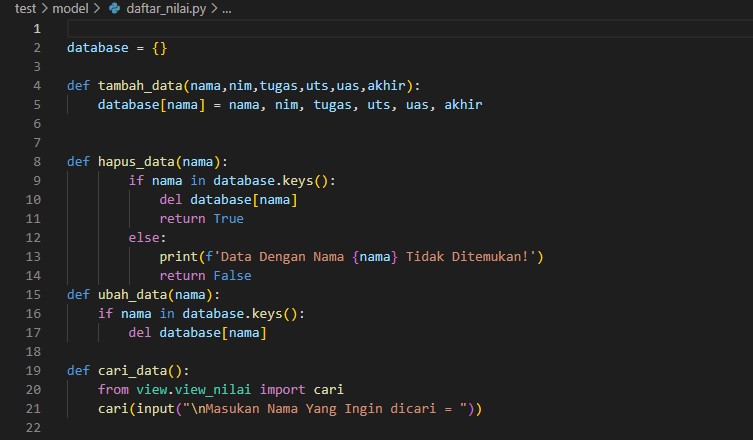 test > model > daftar_nilai.py > ...
1
2 database = {}
3
4 def tambah_data(nama,nim,tugas,uts,uas,akhir):
5     database[nama] = nama, nim, tugas, uts, uas, akhir
6
7
8 def hapus_data(nama):
9         if nama in database.keys():
10             del database[nama]
11             return True
12         else:
13             print(f'Data Dengan Nama {nama} Tidak Ditemukan!')
14             return False
15 def ubah_data(nama):
16     if nama in database.keys():
17         del database[nama]
18
19 def cari_data():
20     from view.view_nilai import cari
21     cari(input("\nMasukan Nama Yang Ingin dicari = "))
22